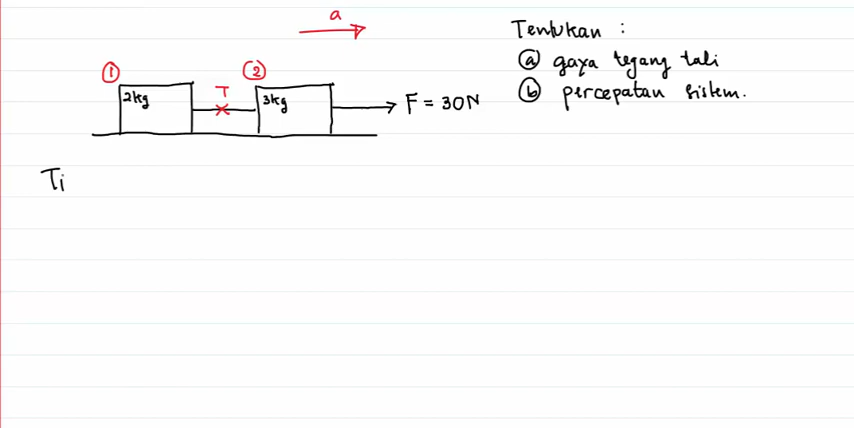 a
① ②
2kg T 3kg F = 30N
Tentukan :
ⓐ gaya tegang tali
ⓑ percepatan sistem.
Ti